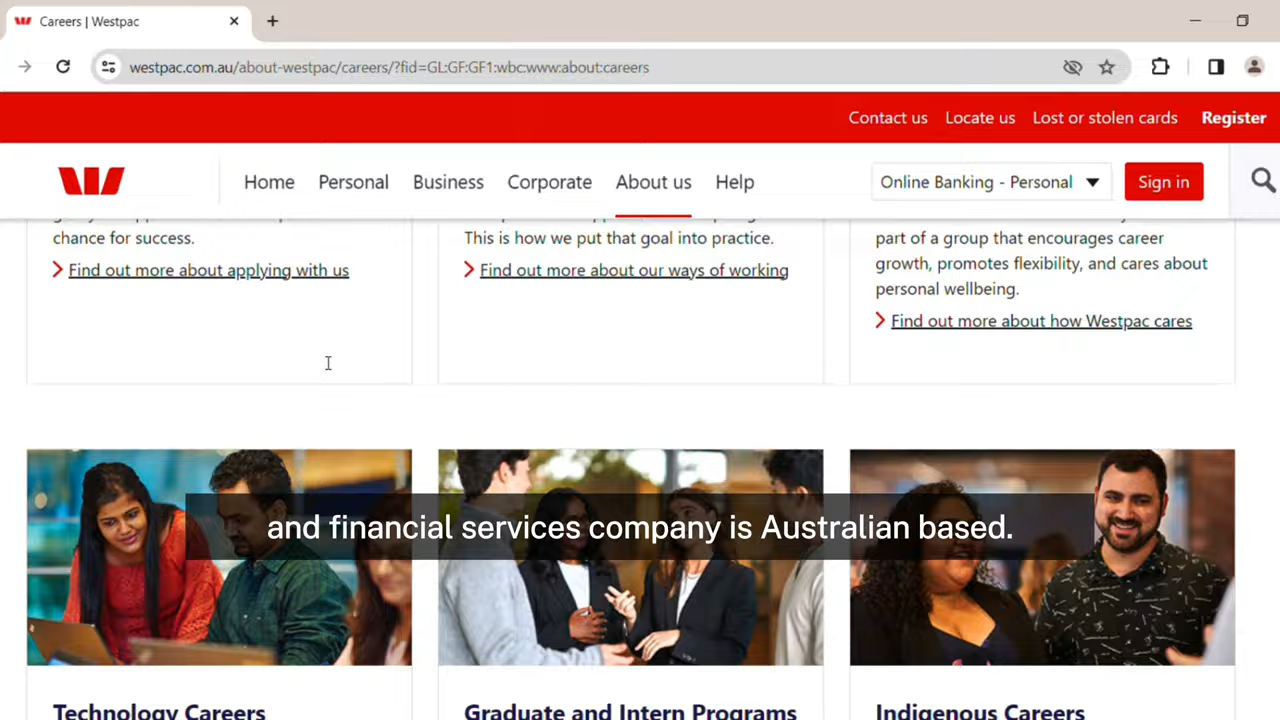 Careers | Westpac
westpac.com.au/about-westpac/careers/?fid=GL:GF:GF1:wbc:www:about:careers
Contact us Locate us Lost or stolen cards Register
Home Personal Business Corporate About us Help Online Banking - Personal Sign in
chance for success.
Find out more about applying with us
This is how we put that goal into practice.
Find out more about our ways of working
part of a group that encourages career
growth, promotes flexibility, and cares about
personal wellbeing.
Find out more about how Westpac cares
and financial services company is Australian based.
Technology Careers
Graduate and Intern Programs
Indigenous Careers